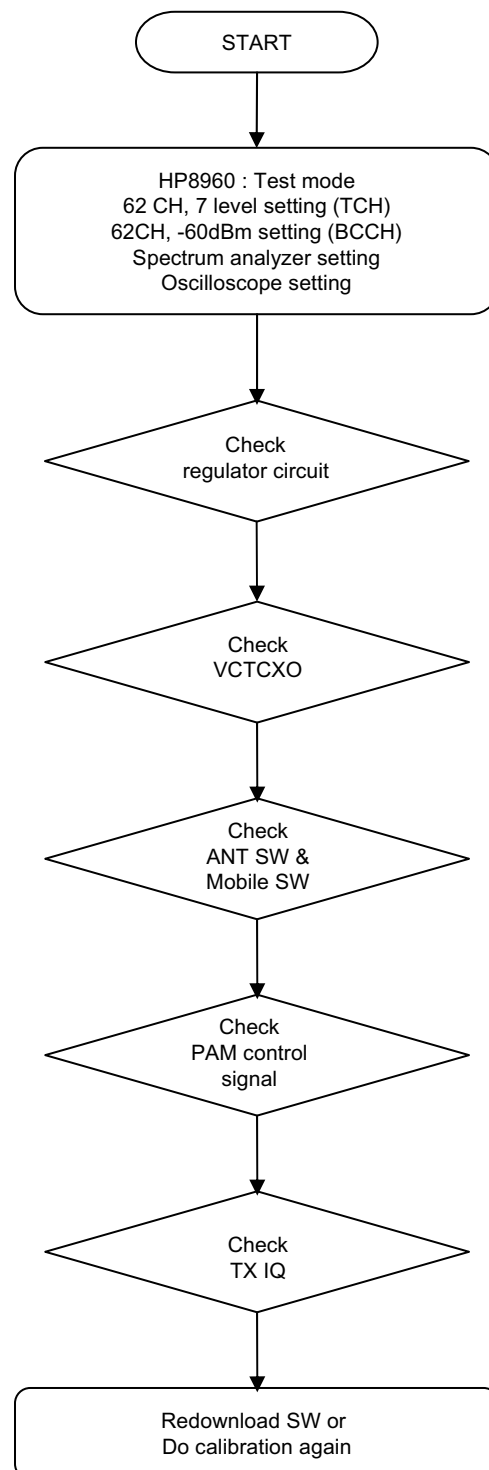 START
HP8960 : Test mode
62 CH, 7 level setting (TCH)
62CH, -60dBm setting (BCCH)
Spectrum analyzer setting
Oscilloscope setting
Check
regulator circuit
Check
VCTCXO
Check
ANT SW &
Mobile SW
Check
PAM control
signal
Check
TX IQ
Redownload SW or
Do calibration again